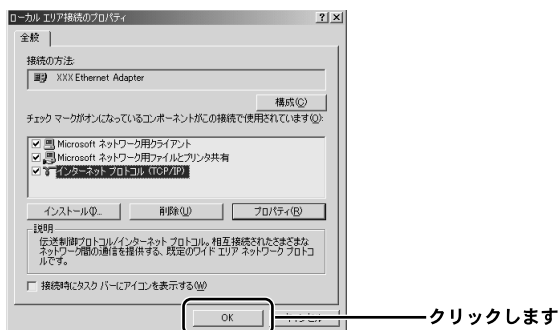 ローカル エリア接続のプロパティ
全般
接続の方法:
XXX Ethernet Adapter
構成(C)
チェック マークがオンになっているコンポーネントがこの接続で使用されています(O):
Microsoft ネットワーク用クライアント
Microsoft ネットワーク用ファイルとプリンタ共有
インターネット プロトコル (TCP/IP)
インストール(I)... 削除(U) プロパティ(R)
説明
伝送制御プロトコル/インターネット プロトコル。相互接続されたさまざまな
ネットワーク間の通信を提供する、既定のワイド エリア ネットワーク プロトコ
ルです。
接続時にタスク バーにアイコンを表示する(W)
OK
クリックします